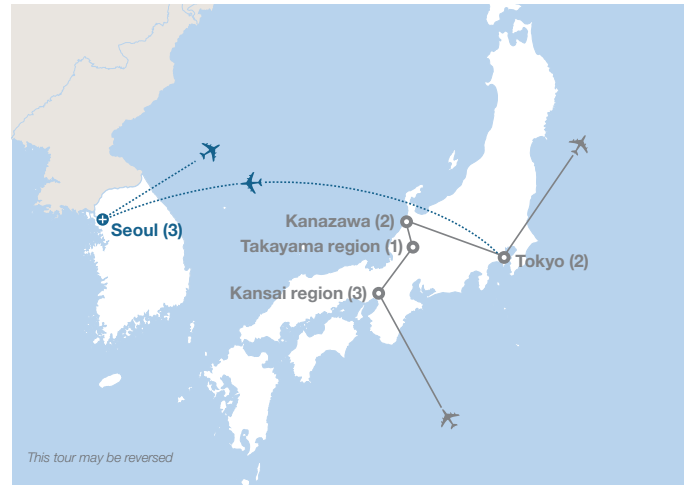 Kanazawa (2)
Seoul (3)
Takayama region (1)
Tokyo (2)
Kansai region (3)
This tour may be reversed